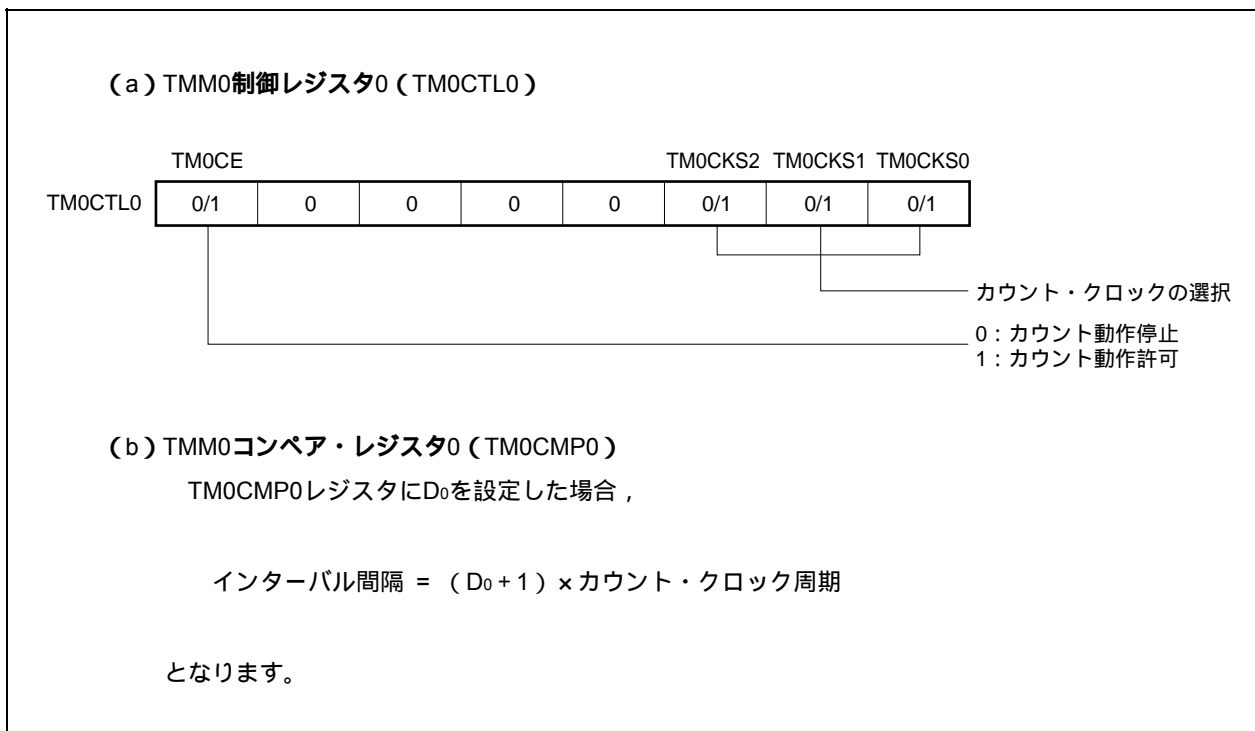 (a)TMM0制御レジスタ0(TM0CTL0)
TM0CE TM0CKS2 TM0CKS1 TM0CKS0
TM0CTL0 0/1 0 0 0 0 0/1 0/1 0/1
カウント・クロックの選択
0:カウント動作停止
1:カウント動作許可
(b)TMM0コンペア・レジスタ0(TM0CMP0)
TM0CMP0レジスタにD0を設定した場合,
インターバル間隔 = (D0+1)×カウント・クロック周期
となります。